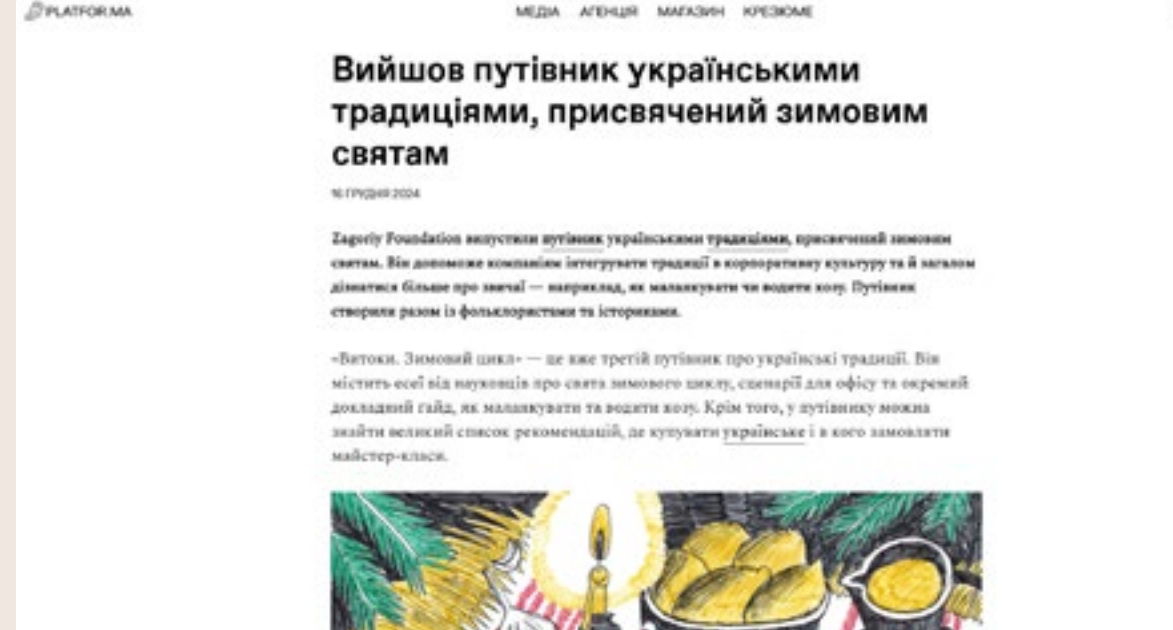 PLATFOR.MA
МЕДІА АГЕНЦІЯ МАГАЗИН КРЕЗЮМЕ
Вийшов путівник українськими
традиціями, присвячений зимовим
святам
16 ГРУДНЯ 2024
Zagoriy Foundation випустили путівник українськими традиціями, присвячений зимовим
святам. Він допоможе компаніям інтегрувати традиції в корпоративну культуру та й загалом
дізнатися більше про звичаї — наприклад, як маланкувати чи водити козу. Путівник
створили разом із фольклористами та істориками.
«Витоки. Зимовий цикл» — це вже третій путівник про українські традиції. Він
містить есеї від науковців про свята зимового циклу, сценарії для офісу та окремий
докладний гайд, як маланкувати та водити козу. Крім того, у путівнику можна
знайти великий список рекомендацій, де купувати українське і в кого замовляти
майстер-класи.